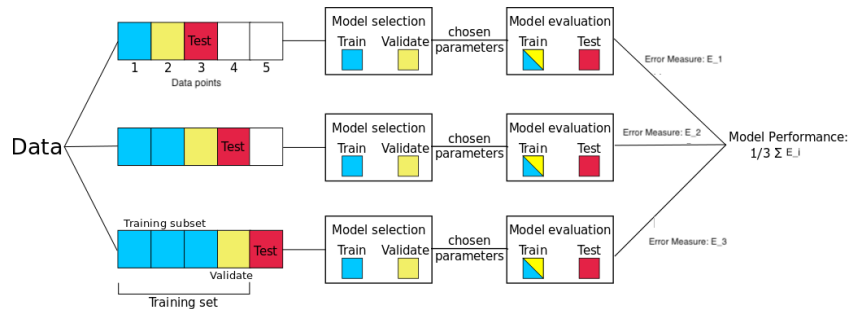 Data
Test
1 2 3 4 5
Data points
Model selection
Train Validate
chosen
parameters
Model evaluation
Train Test
Error Measure: E_1
Test
Model selection
Train Validate
chosen
parameters
Model evaluation
Train Test
Error Measure: E_2
Model Performance:
1/3 Σ E_i
Training subset
Test
Validate
Training set
Model selection
Train Validate
chosen
parameters
Model evaluation
Train Test
Error Measure: E_3